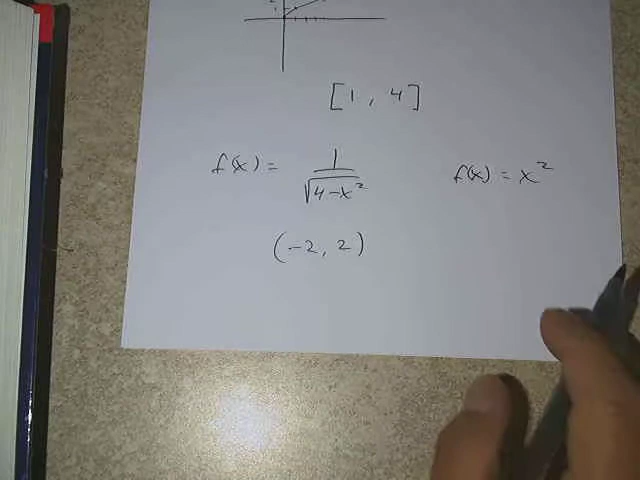 [1, 4]
f(x) = 1/√(4-x²)
f(x) = x²
(-2, 2)